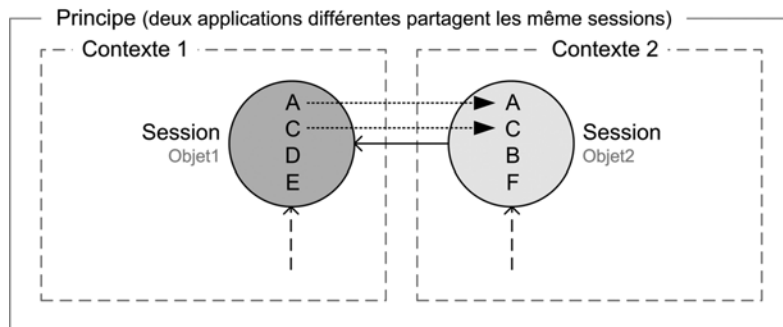 Principe (deux applications différentes partagent les même sessions)
Contexte 1
Contexte 2
Session
Objet1
A
C
D
E
A
C
B
F
Session
Objet2